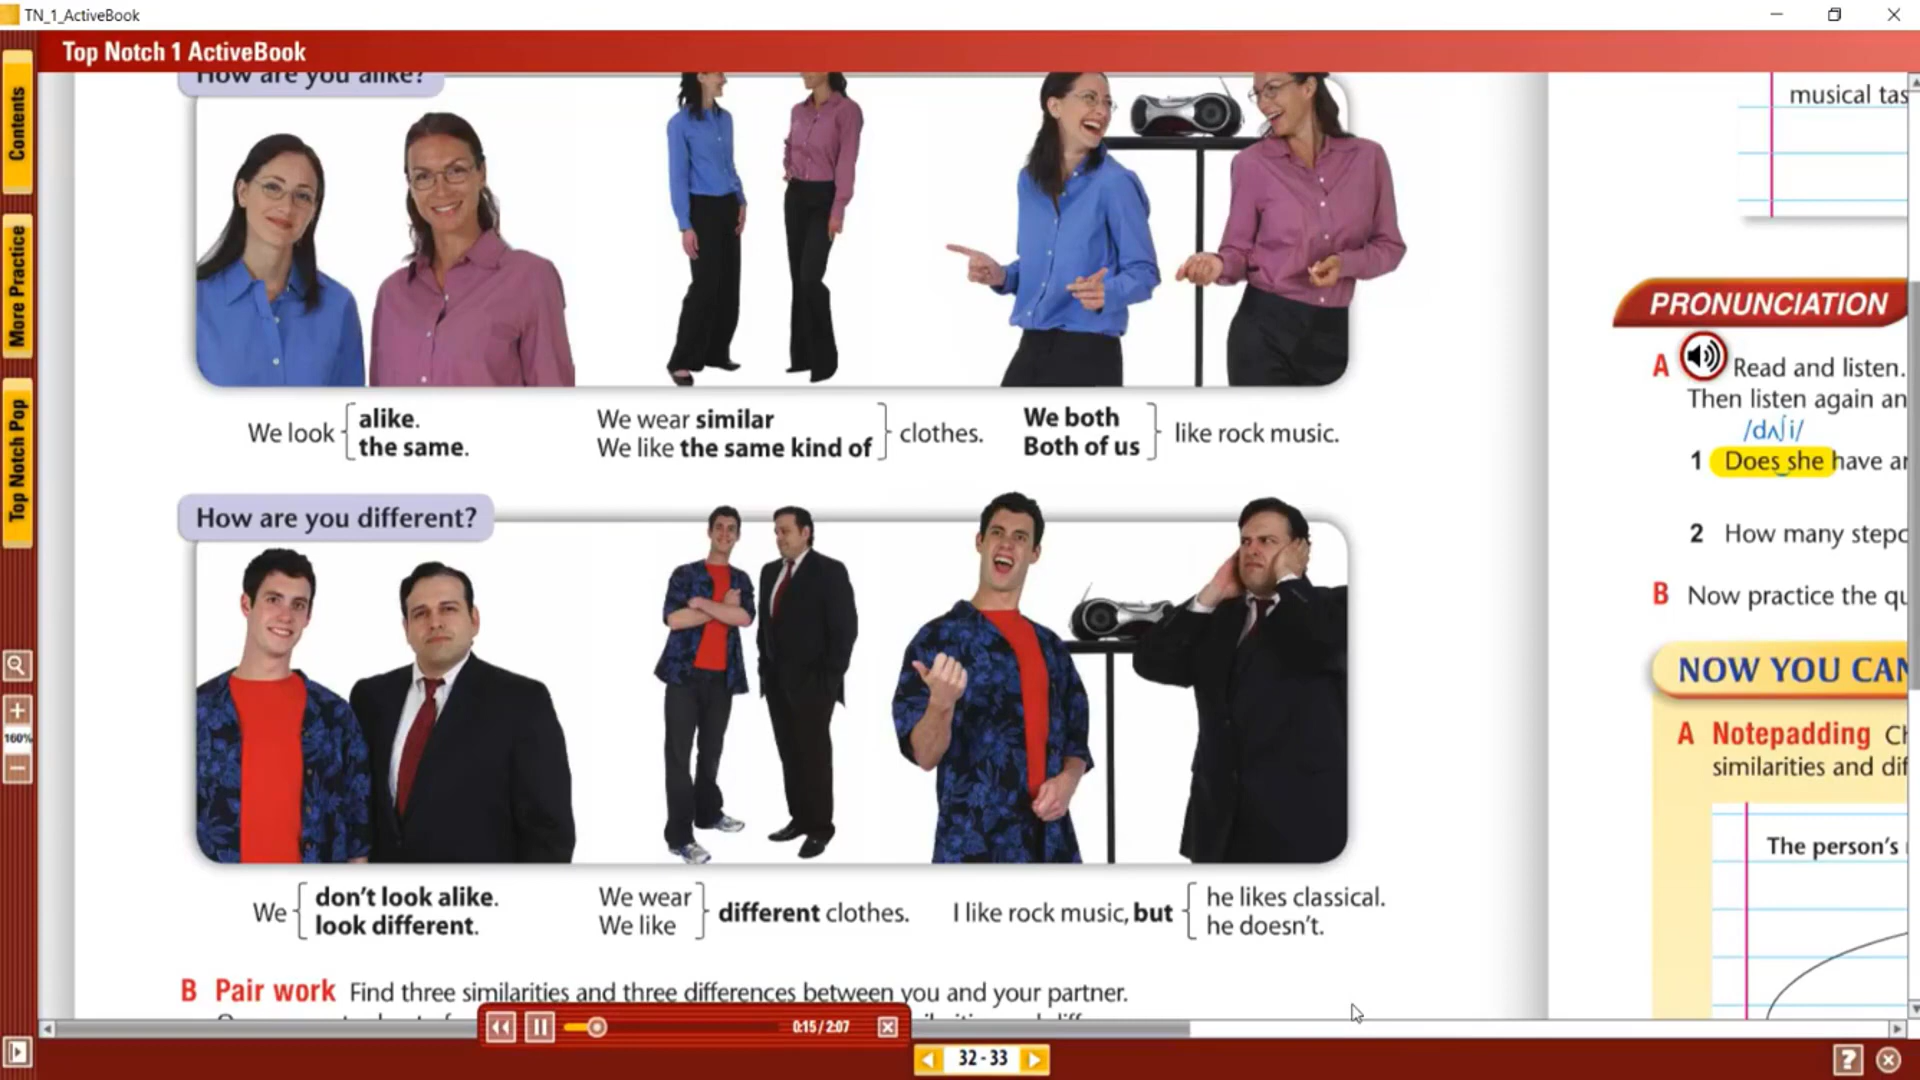 TN_1_ActiveBook
Top Notch 1 ActiveBook
Contents
More Practice
Top Notch Pop
160%
How are you alike?
We look
alike.
the same.
We wear similar
We like the same kind of
clothes.
We both
Both of us
like rock music.
How are you different?
We
don't look alike.
look different.
We wear
We like
different clothes.
I like rock music, but
he likes classical.
he doesn't.
B Pair work Find three similarities and three differences between you and your partner.
musical tas
PRONUNCIATION
A Read and listen.
Then listen again an
/dʌʃi/
1 Does she have ar
2 How many stepc
B Now practice the qu
NOW YOU CAN
A Notepadding Ch
similarities and dif
The person's
0:15 / 2:07
32 - 33
?